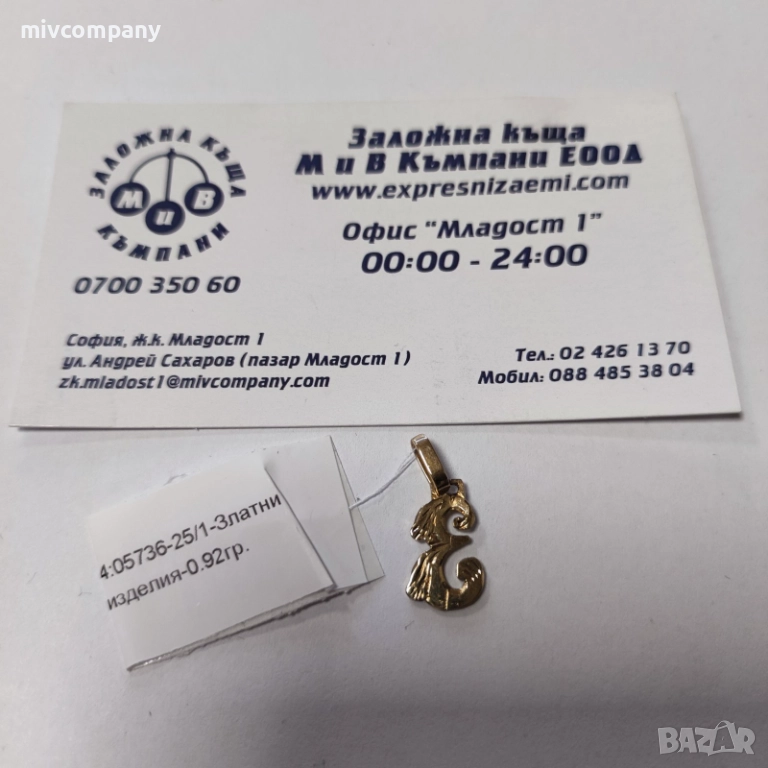 mivcompany
ЗАЛОЖНА КЪЩА
М и В
КЪМПАНИ
0700 350 60
Заложна къща
М и В Къмпани ЕООД
www.expresnizaemi.com
Офис "Младост 1"
00:00 - 24:00
София, ж.к. Младост 1
ул. Андрей Сахаров (пазар Младост 1)
zk.mladost1@mivcompany.com
Тел.: 02 426 13 70
Мобил: 088 485 38 04
4:05736-25/1-Златни
изделия-0.92гр.
BAZAR